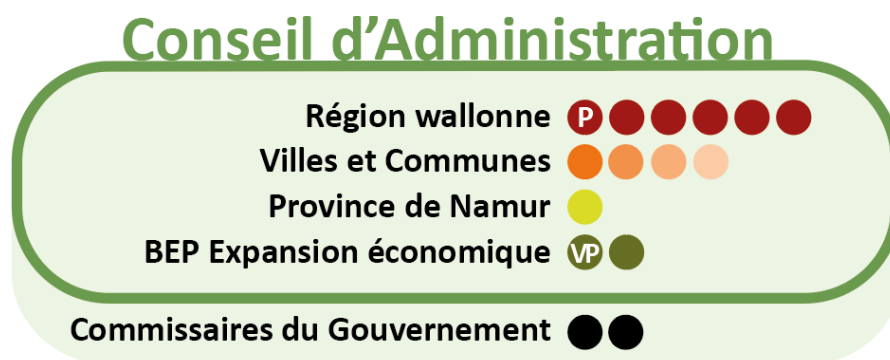 Conseil d'Administration
Région wallonne P
Villes et Communes
Province de Namur
BEP Expansion économique VP
Commissaires du Gouvernement